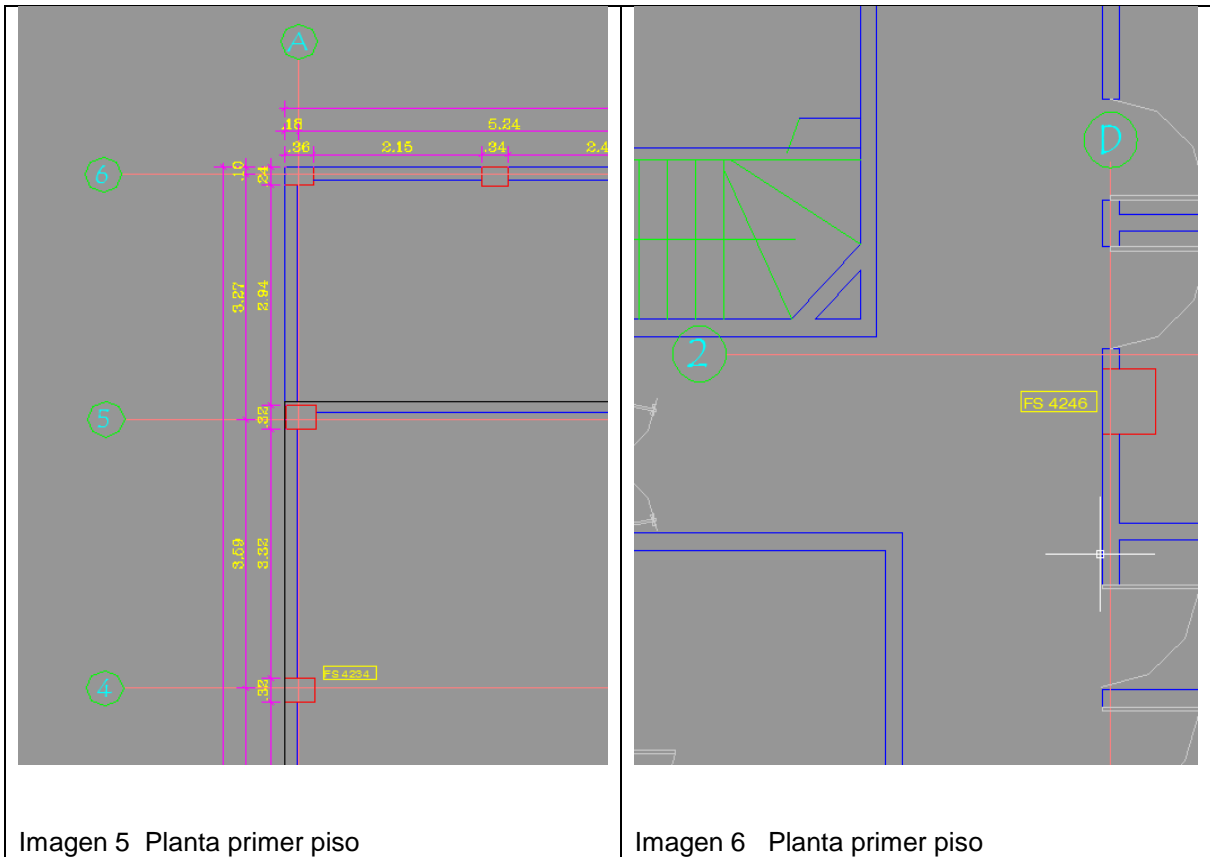 A
.18 5.24
.36 2.15 .34 2.4
6
.10
.24
3.27
2.94
5
.32
3.59
3.32
4
.32
FS 4234
Imagen 5 Planta primer piso
D
2
FS 4246
Imagen 6 Planta primer piso